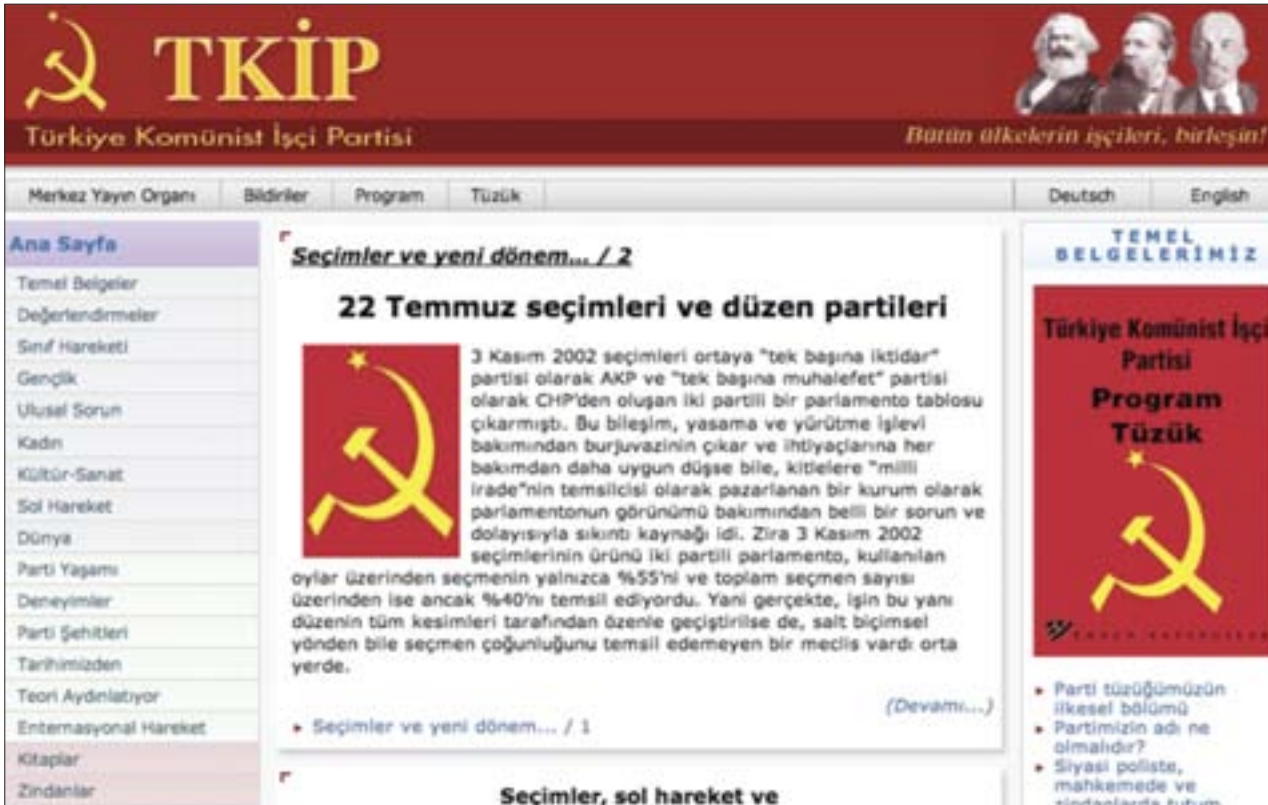 TKİP
Türkiye Komünist İşçi Partisi
Bütün ülkelerin işçileri, birleşin!
Merkez Yayın Organı
Bildiriler
Program
Tüzük
Deutsch
English
Ana Sayfa
Temel Belgeler
Değerlendirmeler
Sınıf Hareketi
Gençlik
Ulusal Sorun
Kadın
Kültür-Sanat
Sol Hareket
Dünya
Parti Yaşamı
Deneyimler
Parti Şehitleri
Tarihimizden
Teori Aydınlatıyor
Enternasyonal Hareket
Kitaplar
Zindanlar
Seçimler ve yeni dönem... / 2
22 Temmuz seçimleri ve düzen partileri
3 Kasım 2002 seçimleri ortaya "tek başına iktidar"
partisi olarak AKP ve "tek başına muhalefet" partisi
olarak CHP'den oluşan iki partili bir parlamento tablosu
çıkarmıştı. Bu bileşim, yasama ve yürütme işlevi
bakımından burjuvazinin çıkar ve ihtiyaçlarına her
bakımdan daha uygun düşse bile, kitlelere "milli
irade"nin temsilcisi olarak pazarlanan bir kurum olarak
parlamentonun görünümü bakımından belli bir sorun ve
dolayısıyla sıkıntı kaynağı idi. Zira 3 Kasım 2002
seçimlerinin ürünü iki partili parlamento, kullanılan
oylar üzerinden seçmenin yalnızca %55'ni ve toplam seçmen sayısı
üzerinden ise ancak %40'nı temsil ediyordu. Yani gerçekte, işin bu yanı
düzenin tüm kesimleri tarafından özenle geçiştirilse de, salt biçimsel
yönden bile seçmen çoğunluğunu temsil edemeyen bir meclis vardı orta
yerde.
(Devamı...)
Seçimler ve yeni dönem... / 1
Seçimler, sol hareket ve
TEMEL
BELGELERİMİZ
Türkiye Komünist İşçi
Partisi
Program
Tüzük
Parti tüzüğümüzün
ilkesel bölümü
Partimizin adı ne
olmalıdır?
Siyasi poliste,
mahkemede ve
zindanlarda tutum